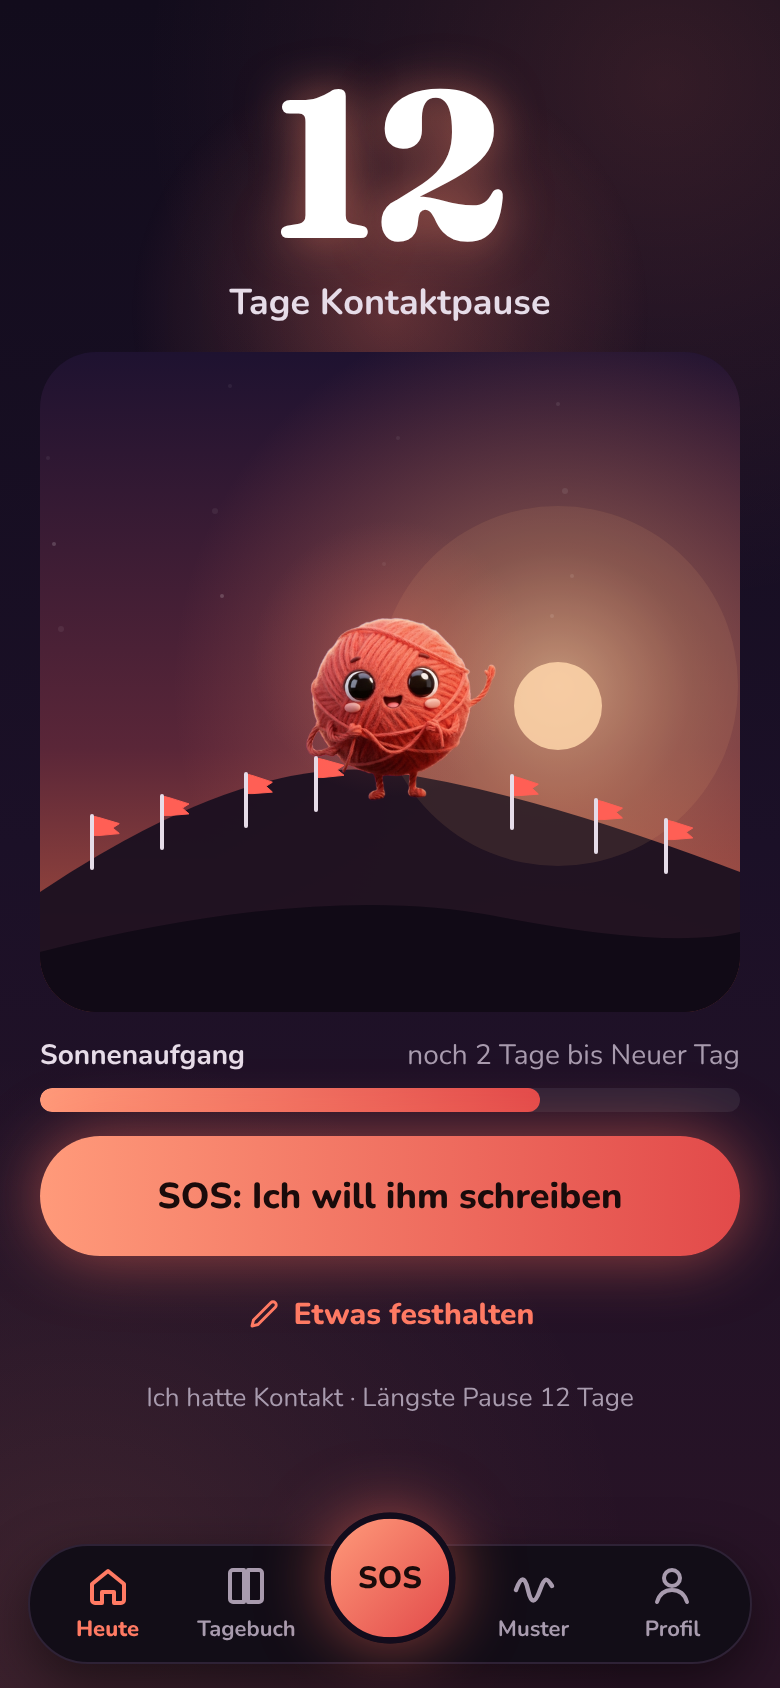 12
Tage Kontaktpause
Sonnenaufgang
noch 2 Tage bis Neuer Tag
SOS: Ich will ihm schreiben
Etwas festhalten
Ich hatte Kontakt · Längste Pause 12 Tage
Heute
Tagebuch
SOS
Muster
Profil